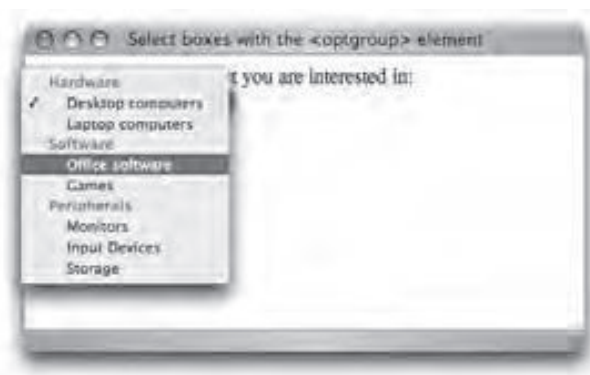 Select boxes with the <optgroup> element
t you are interested in:
Hardware
✓ Desktop computers
Laptop computers
Software
Office software
Games
Peripherals
Monitors
Input Devices
Storage